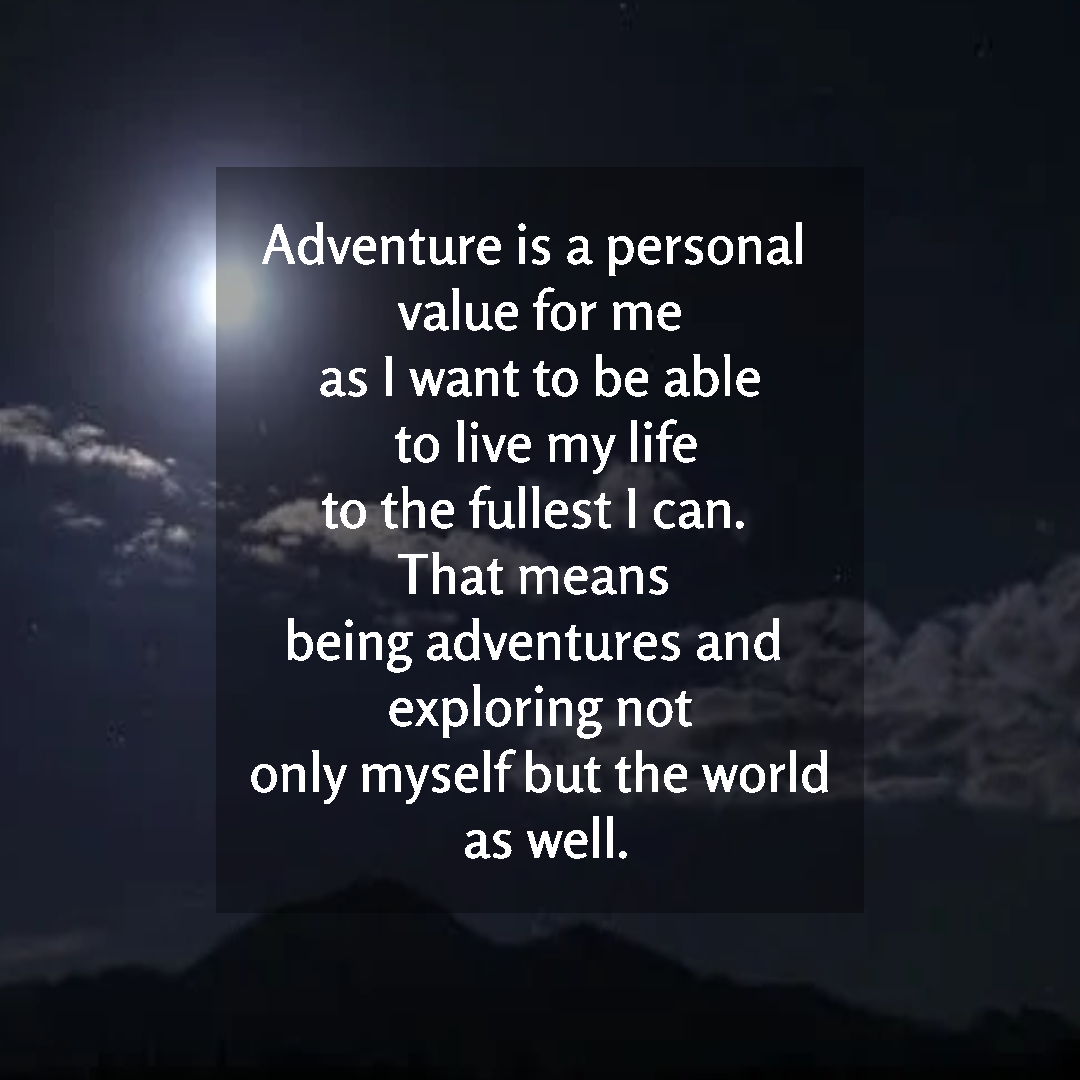 Adventure is a personal
value for me
as I want to be able
to live my life
to the fullest I can.
That means
being adventures and
exploring not
only myself but the world
as well.